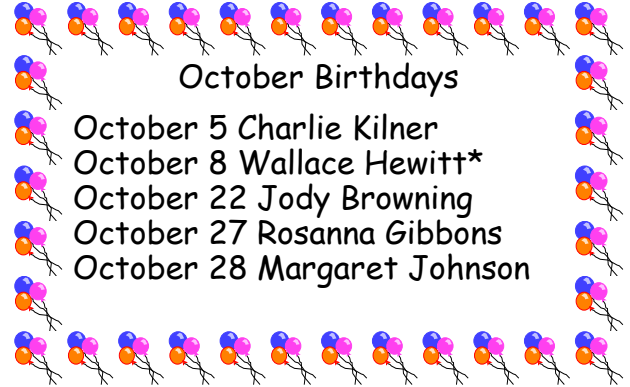 October Birthdays
October 5 Charlie Kilner
October 8 Wallace Hewitt*
October 22 Jody Browning
October 27 Rosanna Gibbons
October 28 Margaret Johnson